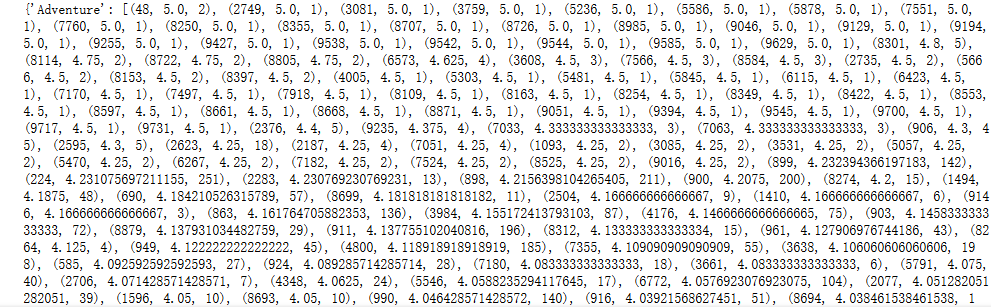 {'Adventure': [(48, 5.0, 2), (2749, 5.0, 1), (3081, 5.0, 1), (3759, 5.0, 1), (5236, 5.0, 1), (5586, 5.0, 1), (5878, 5.0, 1), (7551, 5.0,
1), (7760, 5.0, 1), (8250, 5.0, 1), (8355, 5.0, 1), (8707, 5.0, 1), (8726, 5.0, 1), (8985, 5.0, 1), (9046, 5.0, 1), (9129, 5.0, 1), (9194,
5.0, 1), (9255, 5.0, 1), (9427, 5.0, 1), (9538, 5.0, 1), (9542, 5.0, 1), (9544, 5.0, 1), (9585, 5.0, 1), (9629, 5.0, 1), (8301, 4.8, 5),
(8114, 4.75, 2), (8722, 4.75, 2), (8805, 4.75, 2), (6573, 4.625, 4), (3608, 4.5, 3), (7566, 4.5, 3), (8584, 4.5, 3), (2735, 4.5, 2), (566
6, 4.5, 2), (8153, 4.5, 2), (8397, 4.5, 2), (4005, 4.5, 1), (5303, 4.5, 1), (5481, 4.5, 1), (5845, 4.5, 1), (6115, 4.5, 1), (6423, 4.5,
1), (7170, 4.5, 1), (7497, 4.5, 1), (7918, 4.5, 1), (8109, 4.5, 1), (8163, 4.5, 1), (8254, 4.5, 1), (8349, 4.5, 1), (8422, 4.5, 1), (8553,
4.5, 1), (8597, 4.5, 1), (8661, 4.5, 1), (8668, 4.5, 1), (8871, 4.5, 1), (9051, 4.5, 1), (9394, 4.5, 1), (9545, 4.5, 1), (9700, 4.5, 1),
(9717, 4.5, 1), (9731, 4.5, 1), (2376, 4.4, 5), (9235, 4.375, 4), (7033, 4.333333333333333, 3), (7063, 4.333333333333333, 3), (906, 4.3, 4
5), (2595, 4.3, 5), (2623, 4.25, 18), (2187, 4.25, 4), (7051, 4.25, 4), (1093, 4.25, 2), (3085, 4.25, 2), (3531, 4.25, 2), (5057, 4.25,
2), (5470, 4.25, 2), (6267, 4.25, 2), (7182, 4.25, 2), (7524, 4.25, 2), (8525, 4.25, 2), (9016, 4.25, 2), (899, 4.232394366197183, 142),
(224, 4.231075697211155, 251), (2283, 4.230769230769231, 13), (898, 4.2156398104265405, 211), (900, 4.2075, 200), (8274, 4.2, 15), (1494,
4.1875, 48), (690, 4.184210526315789, 57), (8699, 4.181818181818182, 11), (2504, 4.166666666666667, 9), (1410, 4.166666666666667, 6), (914
6, 4.166666666666667, 3), (863, 4.161764705882353, 136), (3984, 4.155172413793103, 87), (4176, 4.1466666666666665, 75), (903, 4.1458333333
33333, 72), (8879, 4.137931034482759, 29), (911, 4.137755102040816, 196), (8312, 4.133333333333334, 15), (961, 4.127906976744186, 43), (82
64, 4.125, 4), (949, 4.122222222222222, 45), (4800, 4.118918918918919, 185), (7355, 4.109090909090909, 55), (3638, 4.106060606060606, 19
8), (585, 4.092592592592593, 27), (924, 4.089285714285714, 28), (7180, 4.083333333333333, 18), (3661, 4.083333333333333, 6), (5791, 4.075,
40), (2706, 4.071428571428571, 7), (4348, 4.0625, 24), (5546, 4.0588235294117645, 17), (6772, 4.0576923076923075, 104), (2077, 4.051282051
282051, 39), (1596, 4.05, 10), (8693, 4.05, 10), (990, 4.046428571428572, 140), (916, 4.03921568627451, 51), (8694, 4.038461538461538, 1